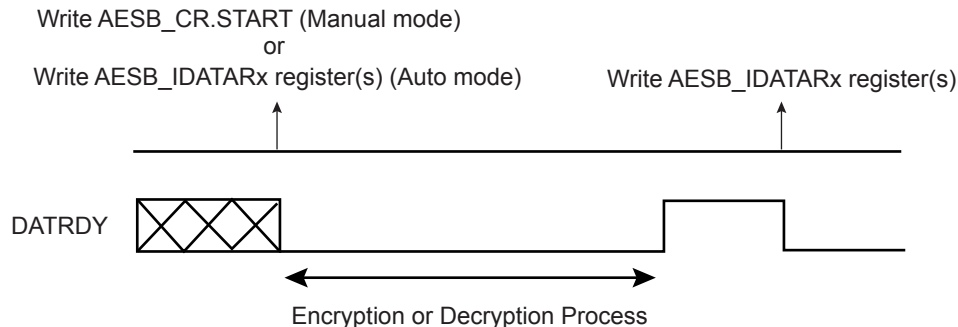 Write AESB_CR.START (Manual mode)
or
Write AESB_IDATARx register(s) (Auto mode)
Write AESB_IDATARx register(s)
DATRDY
Encryption or Decryption Process